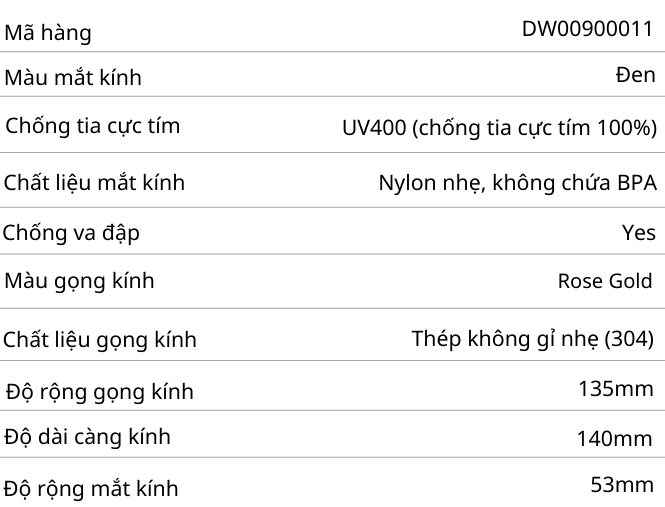 Mã hàng DW00900011
Màu mắt kính Đen
Chống tia cực tím UV400 (chống tia cực tím 100%)
Chất liệu mắt kính Nylon nhẹ, không chứa BPA
Chống va đập Yes
Màu gọng kính Rose Gold
Chất liệu gọng kính Thép không gỉ nhẹ (304)
Độ rộng gọng kính 135mm
Độ dài càng kính 140mm
Độ rộng mắt kính 53mm